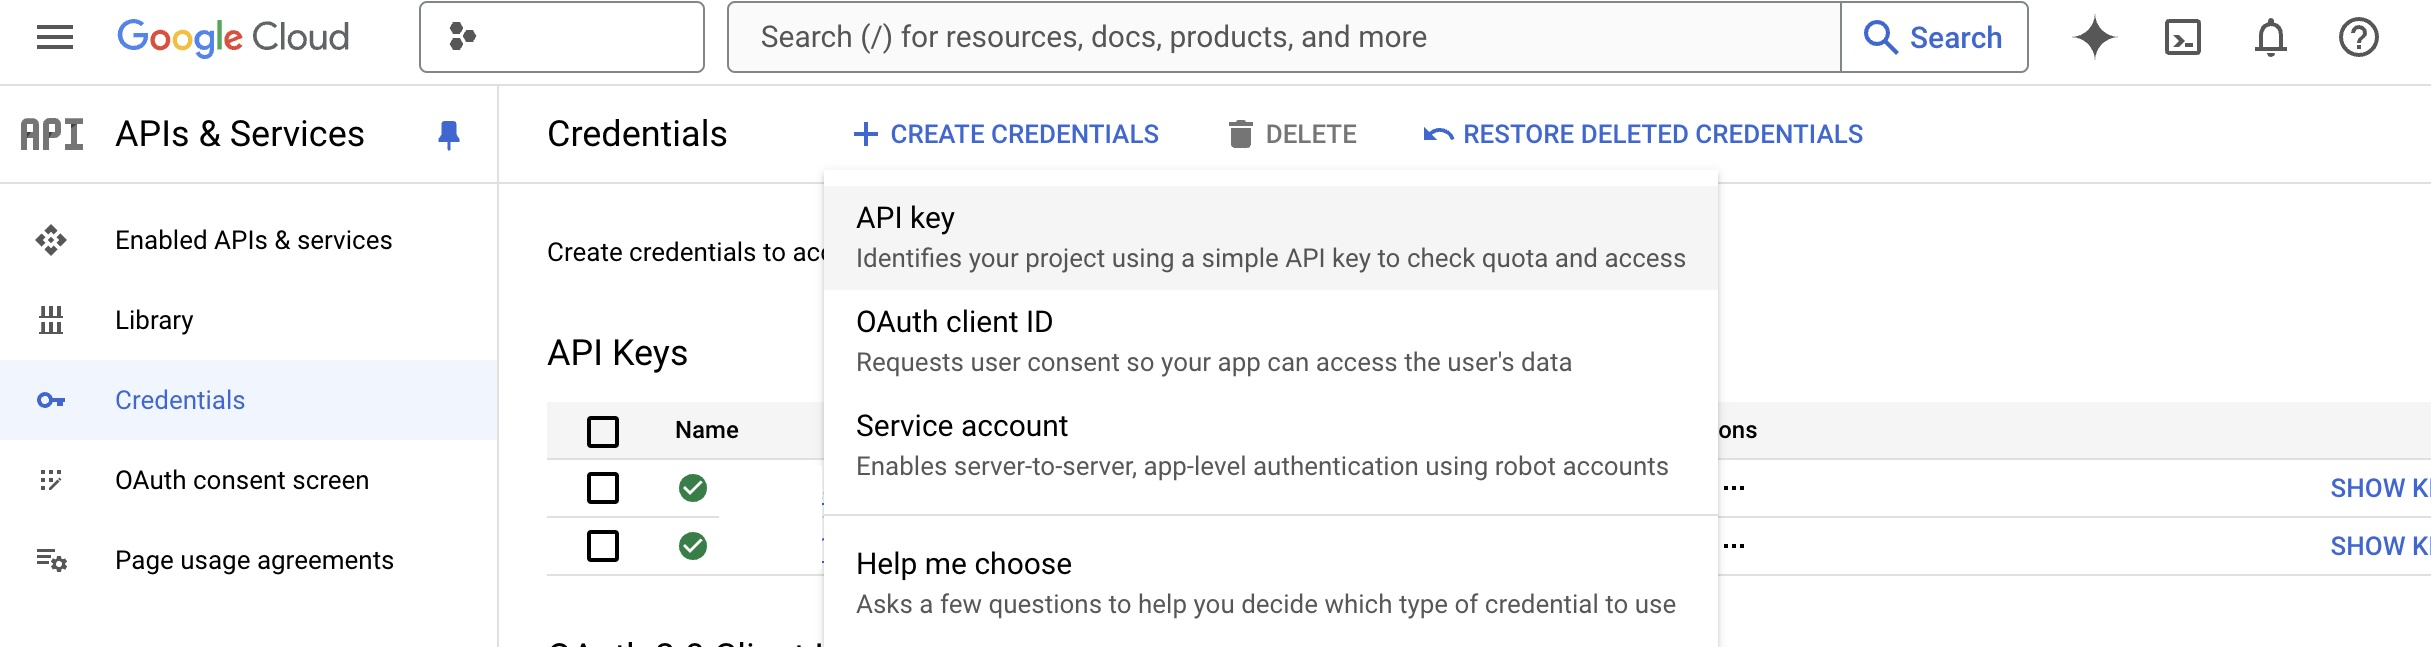 Google Cloud
Search (/) for resources, docs, products, and more
Search
API APIs & Services
Credentials
CREATE CREDENTIALS
DELETE
RESTORE DELETED CREDENTIALS
Enabled APIs & services
Library
Credentials
OAuth consent screen
Page usage agreements
Create credentials to
API Keys
Name
API key
Identifies your project using a simple API key to check quota and access
OAuth client ID
Requests user consent so your app can access the user's data
Service account
Enables server-to-server, app-level authentication using robot accounts
Help me choose
Asks a few questions to help you decide which type of credential to use
ons
SHOW
SHOW